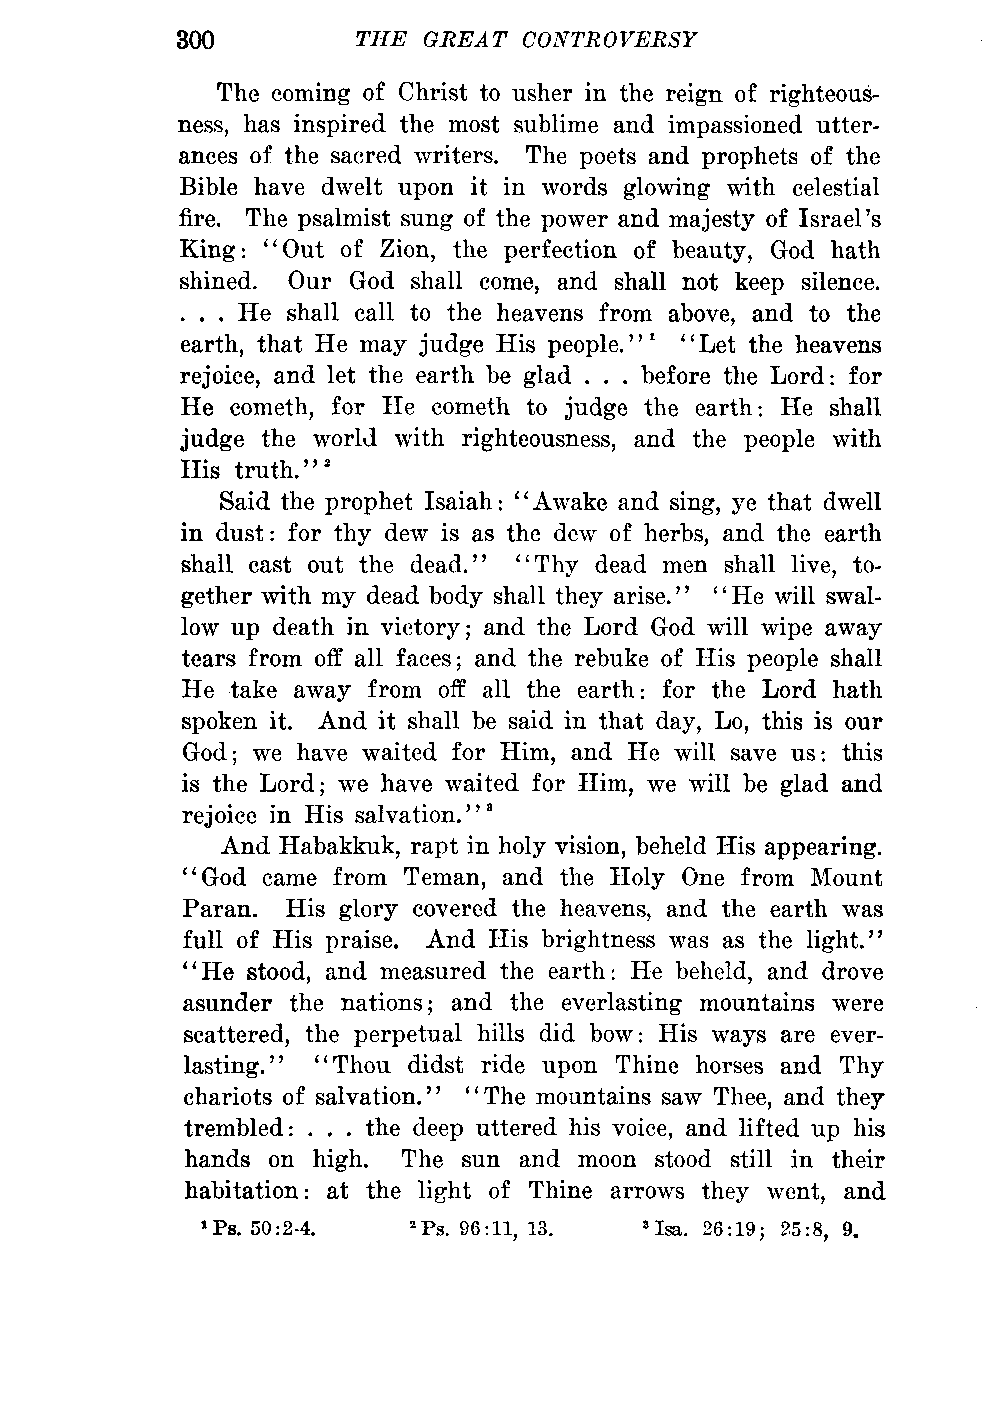 300 THE GREAT CONTROVERSY
The coming of Christ to usher in the reign of righteous-
ness, has inspired the most sublime and impassioned utter-
ances of the sacred writers. The poets and prophets of the
Bible have dwelt upon it in words glowing with celestial
fire. The psalmist sung of the power and majesty of Israel's
King: "Out of Zion, the perfection of beauty, God hath
shined. Our God shall come, and shall not keep silence.
. . . He shall call to the heavens from above, and to the
earth, that He may judge His people."¹ "Let the heavens
rejoice, and let the earth be glad . . . before the Lord: for
He cometh, for He cometh to judge the earth: He shall
judge the world with righteousness, and the people with
His truth."²
Said the prophet Isaiah: "Awake and sing, ye that dwell
in dust: for thy dew is as the dew of herbs, and the earth
shall cast out the dead." "Thy dead men shall live, to-
gether with my dead body shall they arise." "He will swal-
low up death in victory; and the Lord God will wipe away
tears from off all faces; and the rebuke of His people shall
He take away from off all the earth: for the Lord hath
spoken it. And it shall be said in that day, Lo, this is our
God; we have waited for Him, and He will save us: this
is the Lord; we have waited for Him, we will be glad and
rejoice in His salvation."³
And Habakkuk, rapt in holy vision, beheld His appearing.
"God came from Teman, and the Holy One from Mount
Paran. His glory covered the heavens, and the earth was
full of His praise. And His brightness was as the light."
"He stood, and measured the earth: He beheld, and drove
asunder the nations; and the everlasting mountains were
scattered, the perpetual hills did bow: His ways are ever-
lasting." "Thou didst ride upon Thine horses and Thy
chariots of salvation." "The mountains saw Thee, and they
trembled: . . . the deep uttered his voice, and lifted up his
hands on high. The sun and moon stood still in their
habitation: at the light of Thine arrows they went, and
¹ Ps. 50:2-4. ² Ps. 96:11, 13. ³ Isa. 26:19; 25:8, 9.